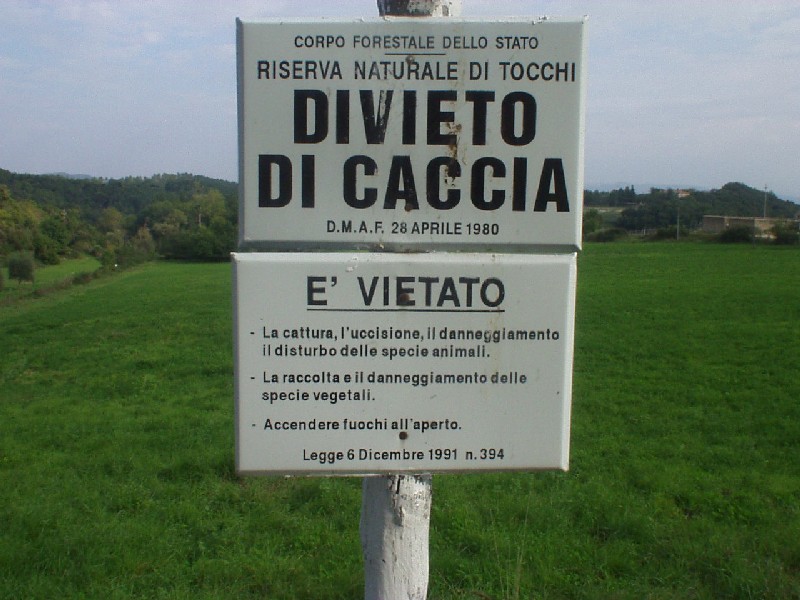 CORPO FORESTALE DELLO STATO
RISERVA NATURALE DI TOCCHI
DIVIETO
DI CACCIA
D.M.A.F. 28 APRILE 1980
E' VIETATO
- La cattura, l'uccisione, il danneggiamento
il disturbo delle specie animali.
- La raccolta e il danneggiamento delle
specie vegetali.
- Accendere fuochi all'aperto.
Legge 6 Dicembre 1991 n. 394